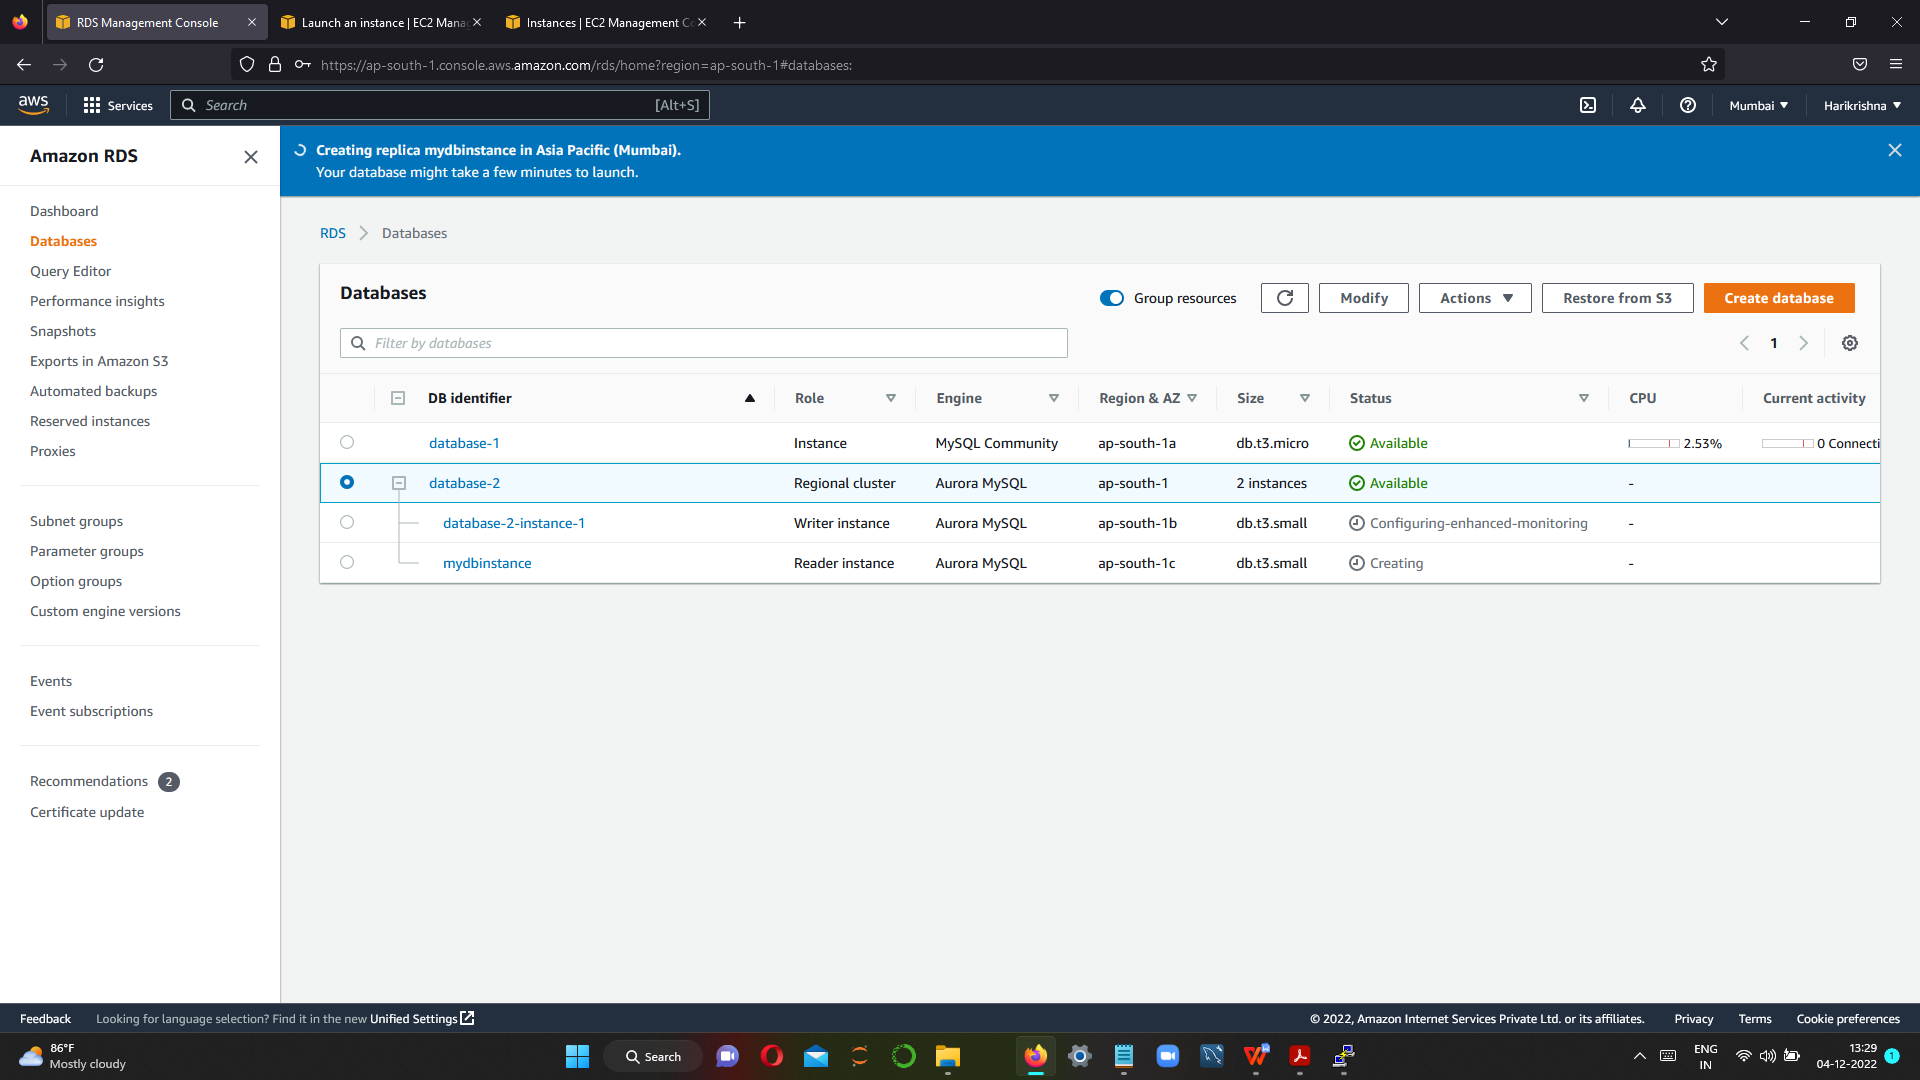 RDS Management Console
Launch an instance | EC2 Mana
Instances | EC2 Management Co
https://ap-south-1.console.aws.amazon.com/rds/home?region=ap-south-1#databases:
aws
Services
Search
[Alt+S]
Mumbai
Harikrishna
Amazon RDS
Dashboard
Databases
Query Editor
Performance insights
Snapshots
Exports in Amazon S3
Automated backups
Reserved instances
Proxies
Subnet groups
Parameter groups
Option groups
Custom engine versions
Events
Event subscriptions
Recommendations 2
Certificate update
Creating replica mydbinstance in Asia Pacific (Mumbai).
Your database might take a few minutes to launch.
RDS > Databases
Databases
Group resources
Modify
Actions
Restore from S3
Create database
Filter by databases
1
DB identifier Role Engine Region & AZ Size Status CPU Current activity
database-1 Instance MySQL Community ap-south-1a db.t3.micro Available 2.53% 0 Connecti
database-2 Regional cluster Aurora MySQL ap-south-1 2 instances Available -
database-2-instance-1 Writer instance Aurora MySQL ap-south-1b db.t3.small Configuring-enhanced-monitoring -
mydbinstance Reader instance Aurora MySQL ap-south-1c db.t3.small Creating -
Feedback Looking for language selection? Find it in the new Unified Settings
© 2022, Amazon Internet Services Private Ltd. or its affiliates. Privacy Terms Cookie preferences
86°F
Mostly cloudy
Search
ENG
IN
13:29
04-12-2022
1